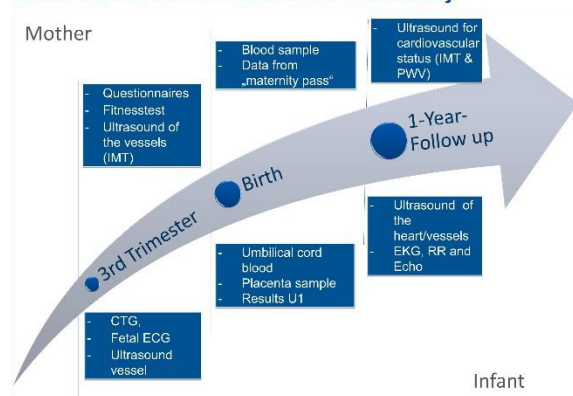 Mother
- Blood sample
- Data from
„maternity pass“
- Ultrasound for
cardiovascular
status (IMT &
PWV)
- Questionnaires
- Fitnesstest
- Ultrasound of
the vessels
(IMT)
3rd Trimester
Birth
1-Year-
Follow up
- CTG,
- Fetal ECG
- Ultrasound
vessel
- Umbilical cord
blood
- Placenta sample
- Results U1
- Ultrasound of
the
heart/vessels
- EKG, RR and
Echo
Infant